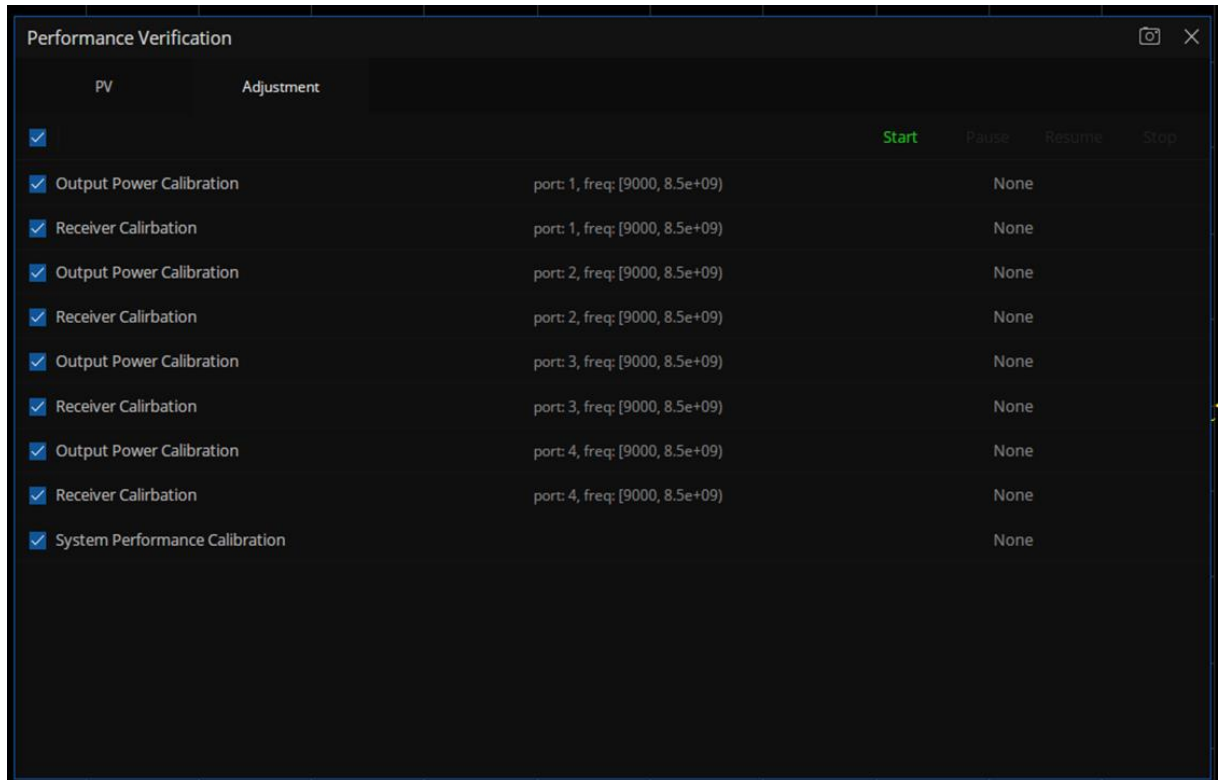 Performance Verification
PV Adjustment
Start Pause Resume Stop
Output Power Calibration port: 1, freq: [9000, 8.5e+09) None
Receiver Calirbation port: 1, freq: [9000, 8.5e+09) None
Output Power Calibration port: 2, freq: [9000, 8.5e+09) None
Receiver Calirbation port: 2, freq: [9000, 8.5e+09) None
Output Power Calibration port: 3, freq: [9000, 8.5e+09) None
Receiver Calirbation port: 3, freq: [9000, 8.5e+09) None
Output Power Calibration port: 4, freq: [9000, 8.5e+09) None
Receiver Calirbation port: 4, freq: [9000, 8.5e+09) None
System Performance Calibration None